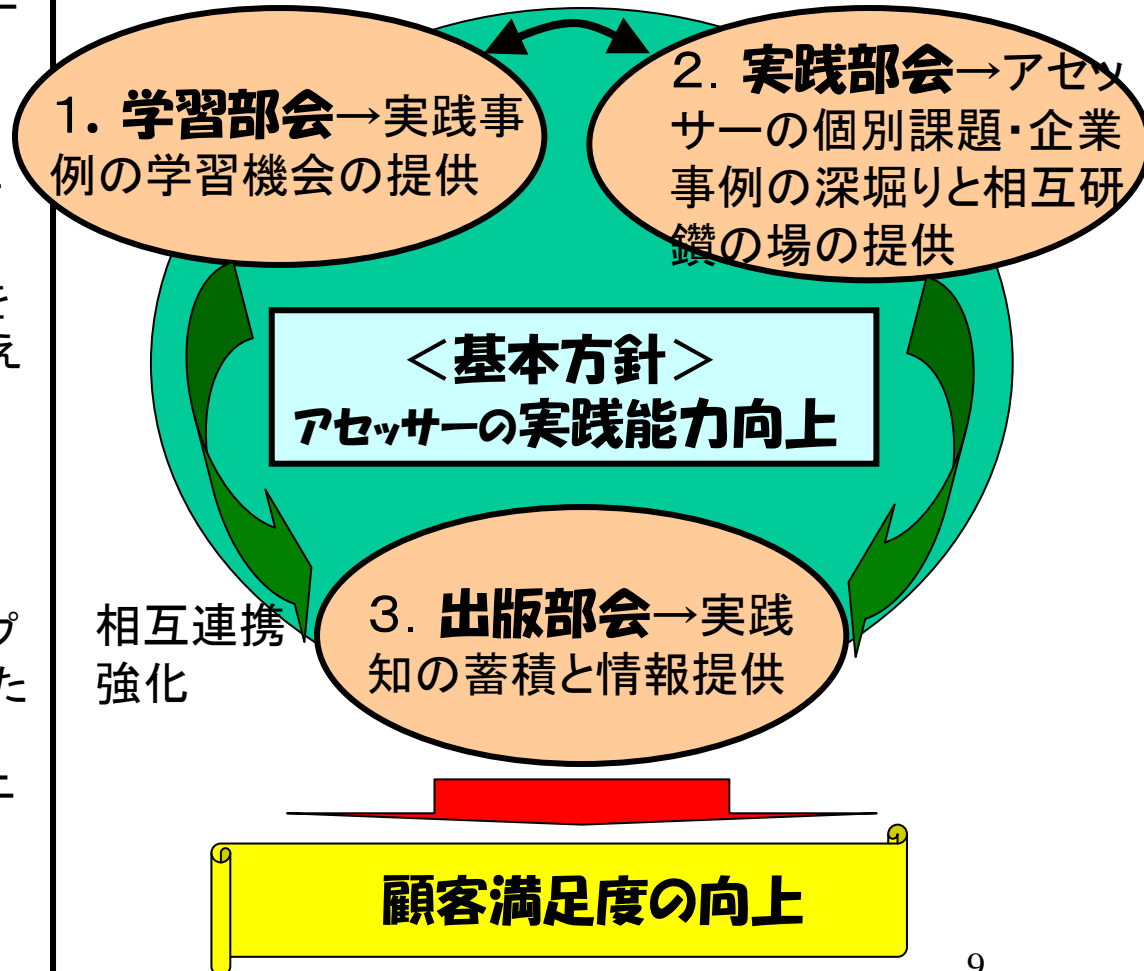 1. 学習部会→実践事
例の学習機会の提供
2. 実践部会→アセッ
サーの個別課題・企業
事例の深堀りと相互研
鑽の場の提供
＜基本方針＞
アセッサーの実践能力向上
え
プ
た
相互連携
強化
3. 出版部会→実践
知の蓄積と情報提供
顧客満足度の向上
9